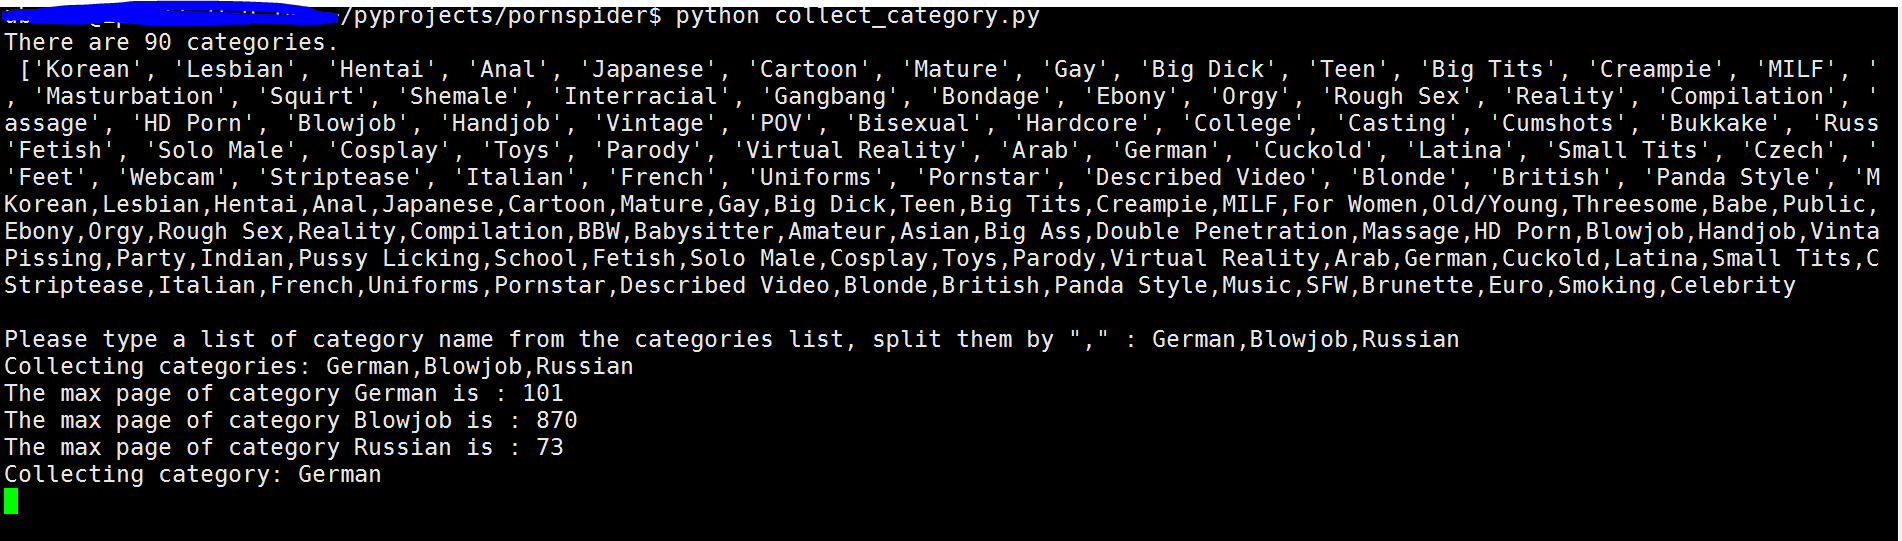 /pyprojects/pornspider$ python collect_category.py
There are 90 categories.
['Korean', 'Lesbian', 'Hentai', 'Anal', 'Japanese', 'Cartoon', 'Mature', 'Gay', 'Big Dick', 'Teen', 'Big Tits', 'Creampie', 'MILF', '
, 'Masturbation', 'Squirt', 'Shemale', 'Interracial', 'Gangbang', 'Bondage', 'Ebony', 'Orgy', 'Rough Sex', 'Reality', 'Compilation', '
assage', 'HD Porn', 'Blowjob', 'Handjob', 'Vintage', 'POV', 'Bisexual', 'Hardcore', 'College', 'Casting', 'Cumshots', 'Bukkake', 'Russ
'Fetish', 'Solo Male', 'Cosplay', 'Toys', 'Parody', 'Virtual Reality', 'Arab', 'German', 'Cuckold', 'Latina', 'Small Tits', 'Czech', '
'Feet', 'Webcam', 'Striptease', 'Italian', 'French', 'Uniforms', 'Pornstar', 'Described Video', 'Blonde', 'British', 'Panda Style', 'M
Korean,Lesbian,Hentai,Anal,Japanese,Cartoon,Mature,Gay,Big Dick,Teen,Big Tits,Creampie,MILF,For Women,Old/Young,Threesome,Babe,Public,
Ebony,Orgy,Rough Sex,Reality,Compilation,BBW,Babysitter,Amateur,Asian,Big Ass,Double Penetration,Massage,HD Porn,Blowjob,Handjob,Vinta
Pissing,Party,Indian,Pussy Licking,School,Fetish,Solo Male,Cosplay,Toys,Parody,Virtual Reality,Arab,German,Cuckold,Latina,Small Tits,C
Striptease,Italian,French,Uniforms,Pornstar,Described Video,Blonde,British,Panda Style,Music,SFW,Brunette,Euro,Smoking,Celebrity
Please type a list of category name from the categories list, split them by "," : German,Blowjob,Russian
Collecting categories: German,Blowjob,Russian
The max page of category German is : 101
The max page of category Blowjob is : 870
The max page of category Russian is : 73
Collecting category: German